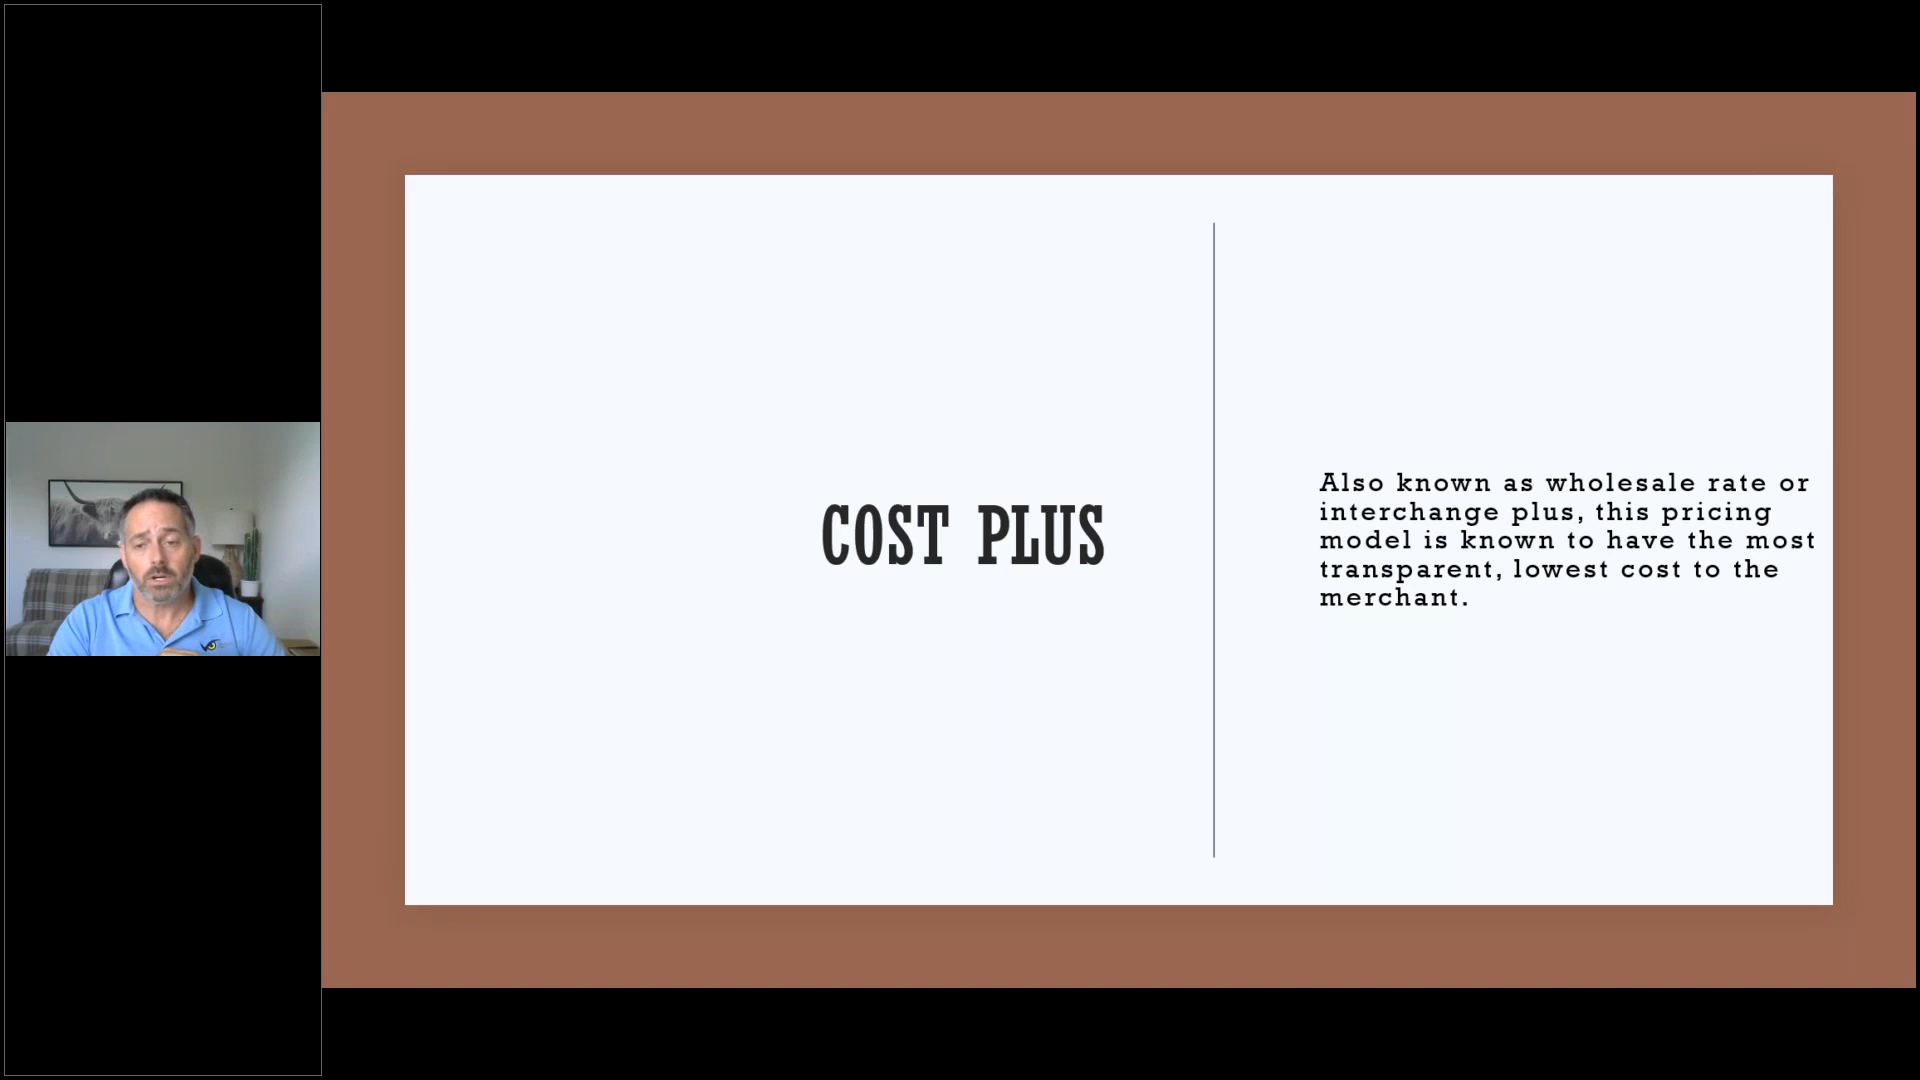 COST PLUS
Also known as wholesale rate or
interchange plus, this pricing
model is known to have the most
transparent, lowest cost to the
merchant.